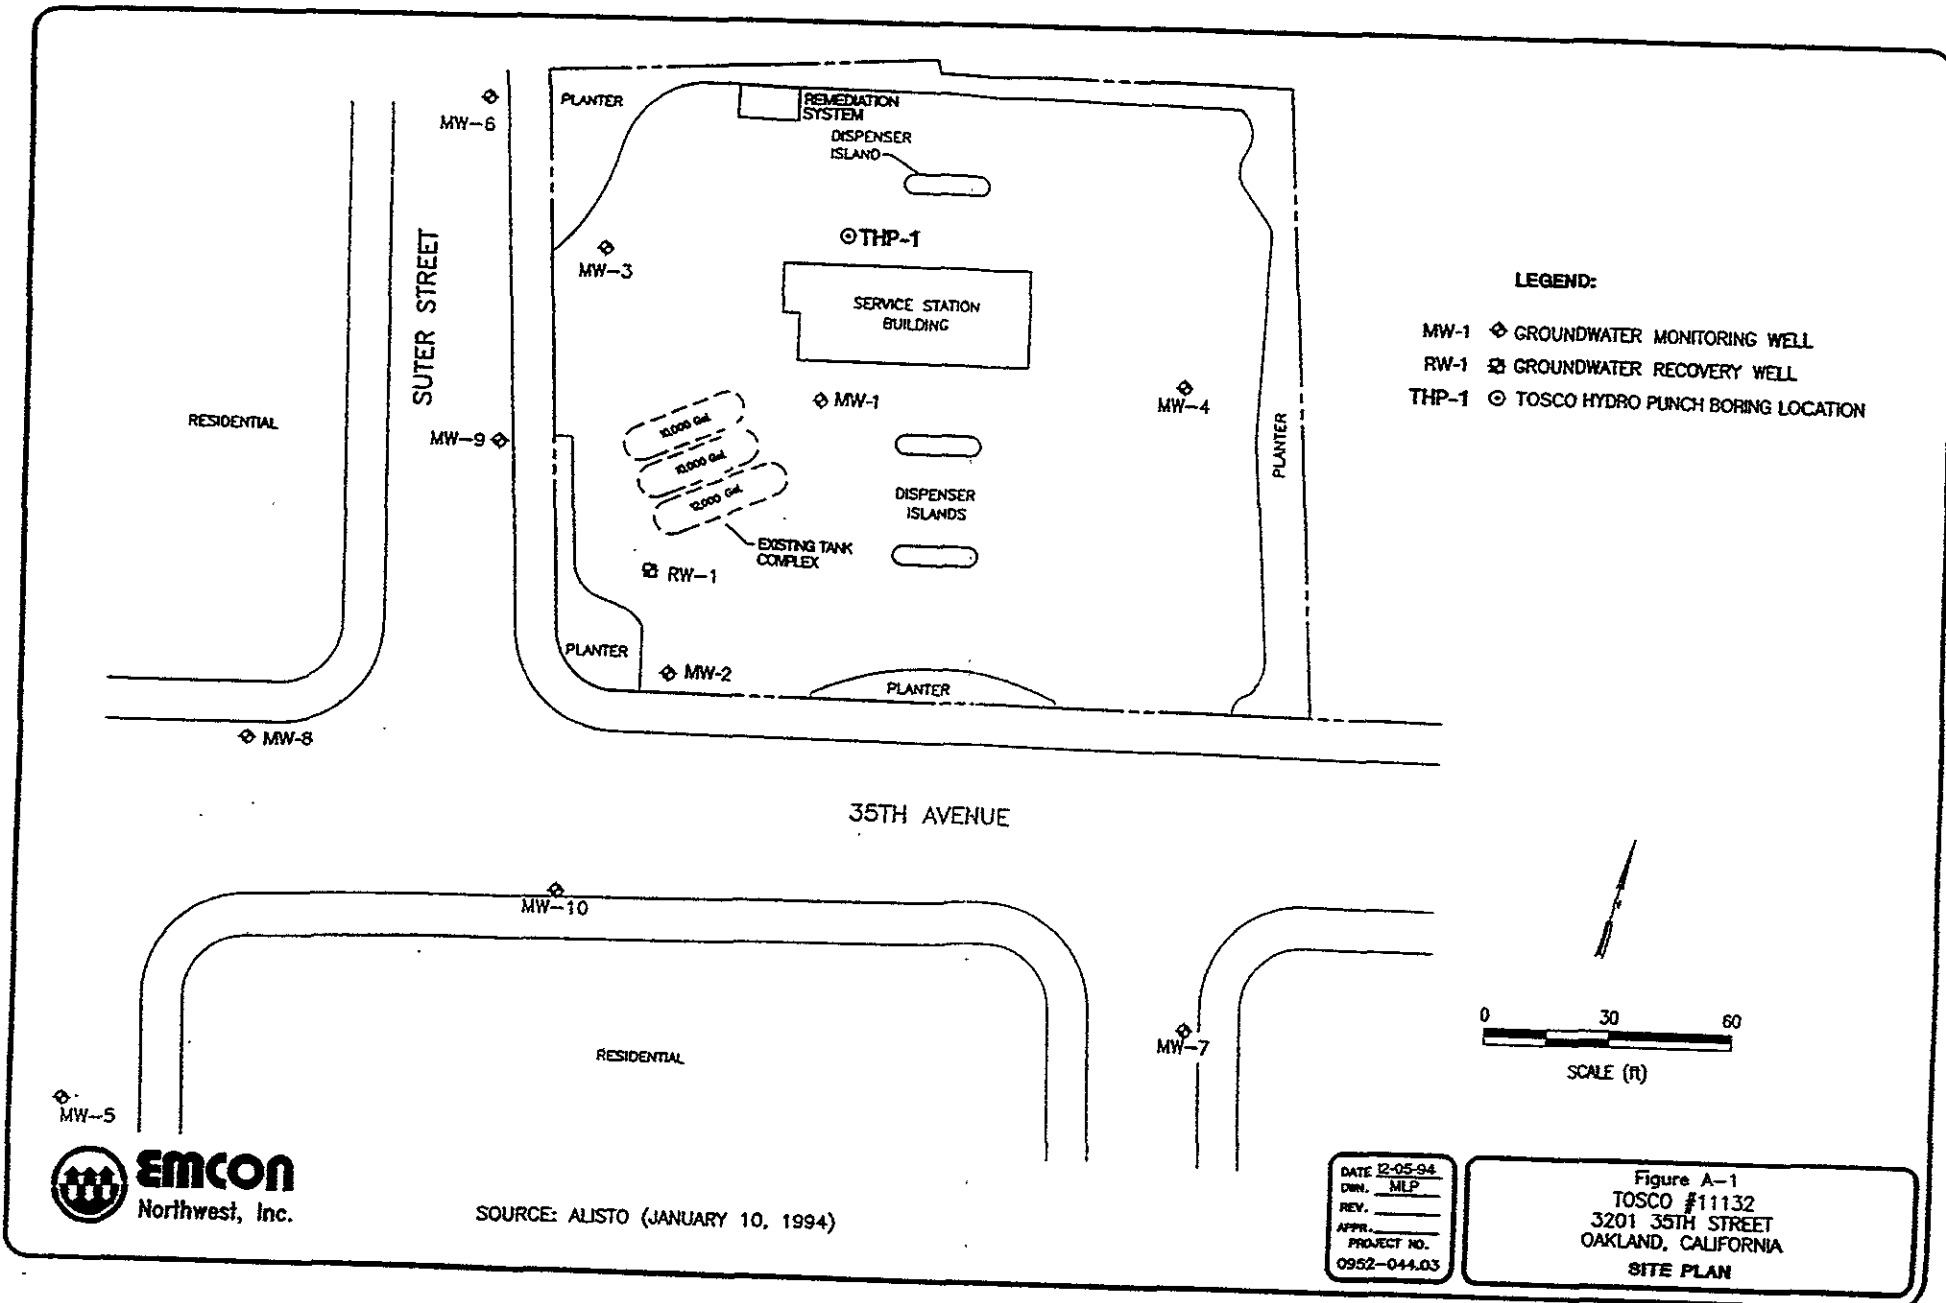 MW-6
PLANTER
REMEDIATION
SYSTEM
DISPENSER
ISLAND
THP-1
MW-3
SUTER STREET
SERVICE STATION
BUILDING
LEGEND:
MW-1 GROUNDWATER MONITORING WELL
RW-1 GROUNDWATER RECOVERY WELL
THP-1 TOSCO HYDRO PUNCH BORING LOCATION
RESIDENTIAL
MW-9
10,000 Gal.
10,000 Gal.
12,000 Gal.
MW-1
MW-4
PLANTER
DISPENSER
ISLANDS
EXISTING TANK
COMPLEX
RW-1
PLANTER
MW-2
PLANTER
MW-8
35TH AVENUE
MW-10
RESIDENTIAL
MW-7
MW-5
0 30 60
SCALE (ft)
EMCON
Northwest, Inc.
SOURCE: ALISTO (JANUARY 10, 1994)
DATE 12-05-94
DWN. MLP
REV.
APPR.
PROJECT NO.
0952-044.03
Figure A-1
TOSCO #11132
3201 35TH STREET
OAKLAND, CALIFORNIA
SITE PLAN